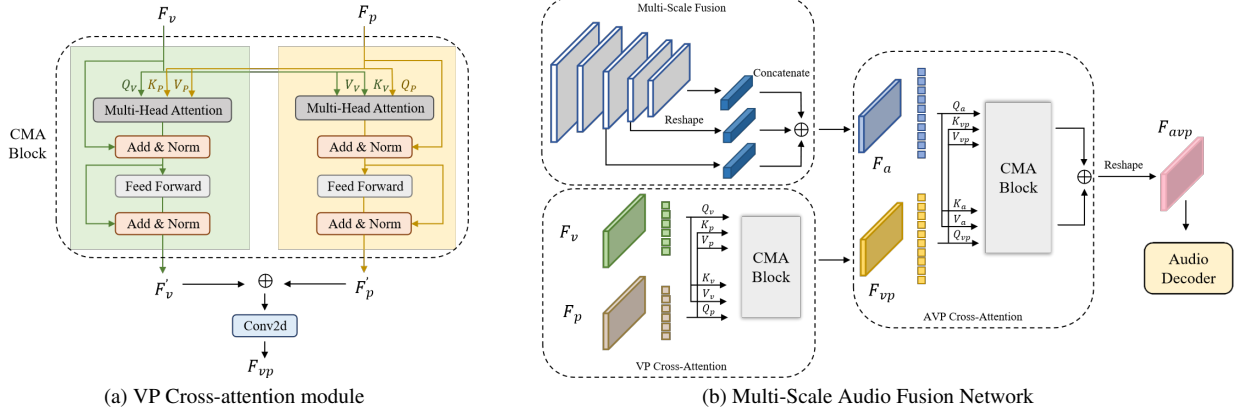 F_v
F_p
Q_V K_P V_P
V_V K_V Q_P
Multi-Head Attention
Multi-Head Attention
CMA
Block
Add & Norm
Add & Norm
Feed Forward
Feed Forward
Add & Norm
Add & Norm
F_v'
⊕
F_p'
Conv2d
F_vp
(a) VP Cross-attention module
Multi-Scale Fusion
Concatenate
Reshape
⊕
F_v
F_p
Q_v
K_p
V_p
K_v
V_v
Q_p
CMA
Block
VP Cross-Attention
F_a
F_vp
Q_a
K_vp
V_vp
K_a
V_a
Q_vp
CMA
Block
⊕
AVP Cross-Attention
Reshape
F_avp
Audio
Decoder
(b) Multi-Scale Audio Fusion Network